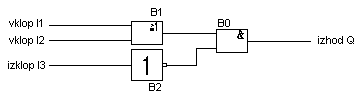 B1
vklop I1
≥1
B0
vklop I2
&
izhod Q
izklop I3
1
B2